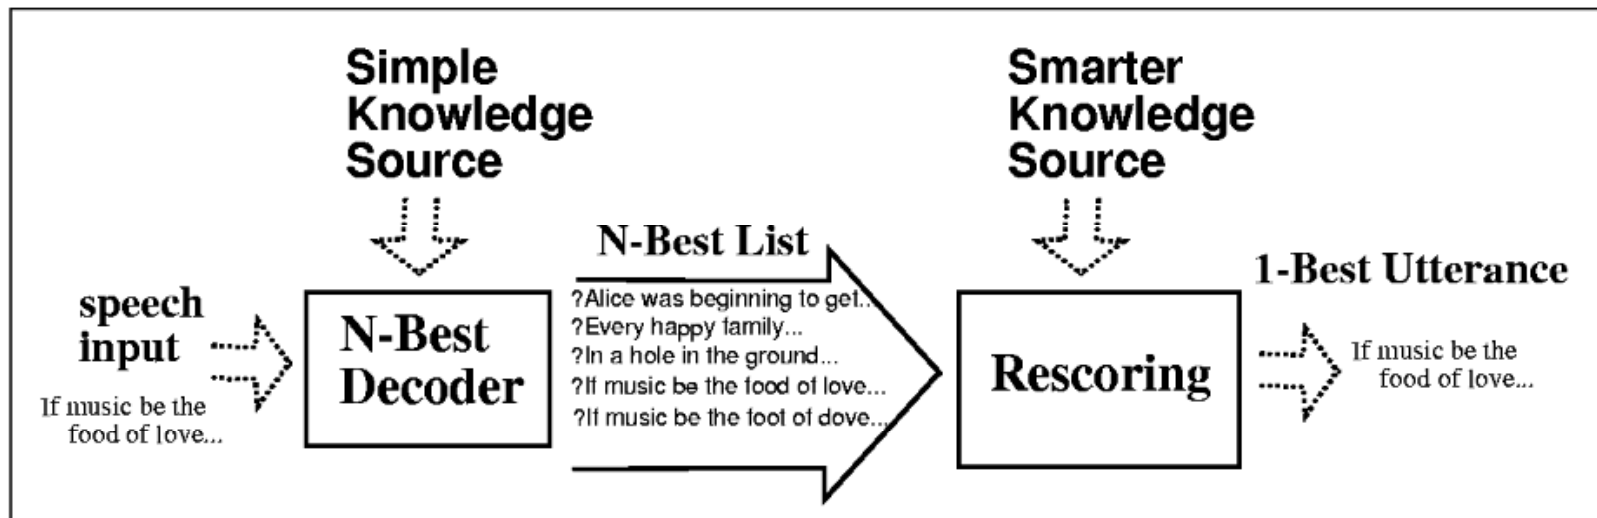 Simple
Knowledge
Source
Smarter
Knowledge
Source
N-Best List
1-Best Utterance
speech
input
If music be the
food of love...
N-Best
Decoder
?Alice was beginning to get..
?Every happy family...
?In a hole in the ground...
?If music be the food of love...
?If music be the foot of dove...
Rescoring
If music be the
food of love...